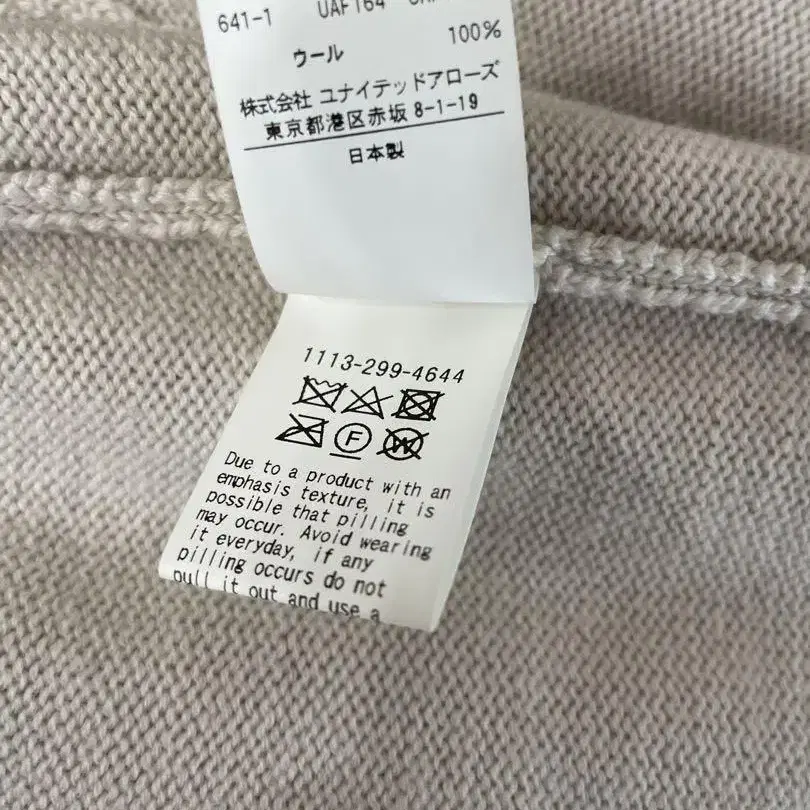 641-1 UAF164
ウール 100%
株式会社 ユナイテッドアローズ
東京都港区赤坂 8-1-19
日本製
1113-299-4644
F W
Due to a product with an
emphasis texture, it is
possible that pilling
may occur. Avoid wearing
it everyday, if any
pilling occurs do not
pull it out and use a